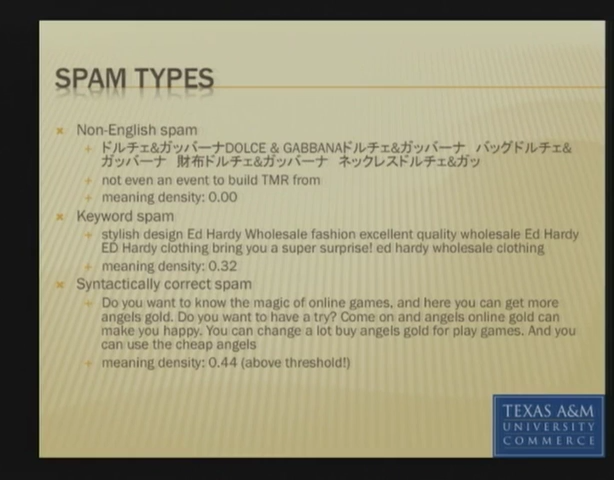 SPAM TYPES
Non-English spam
ドルチェ&ガッバーナDOLCE & GABBANAドルチェ&ガッバーナ バッグドルチェ&
ガッバーナ 財布ドルチェ&ガッバーナ ネックレスドルチェ&ガッ
not even an event to build TMR from
meaning density: 0.00
Keyword spam
stylish design Ed Hardy Wholesale fashion excellent quality wholesale Ed Hardy
ED Hardy clothing bring you a super surprise! ed hardy wholesale clothing
meaning density: 0.32
Syntactically correct spam
Do you want to know the magic of online games, and here you can get more
angels gold. Do you want to have a try? Come on and angels online gold can
make you happy. You can change a lot buy angels gold for play games. And you
can use the cheap angels
meaning density: 0.44 (above threshold!)
TEXAS A&M
UNIVERSITY
COMMERCE